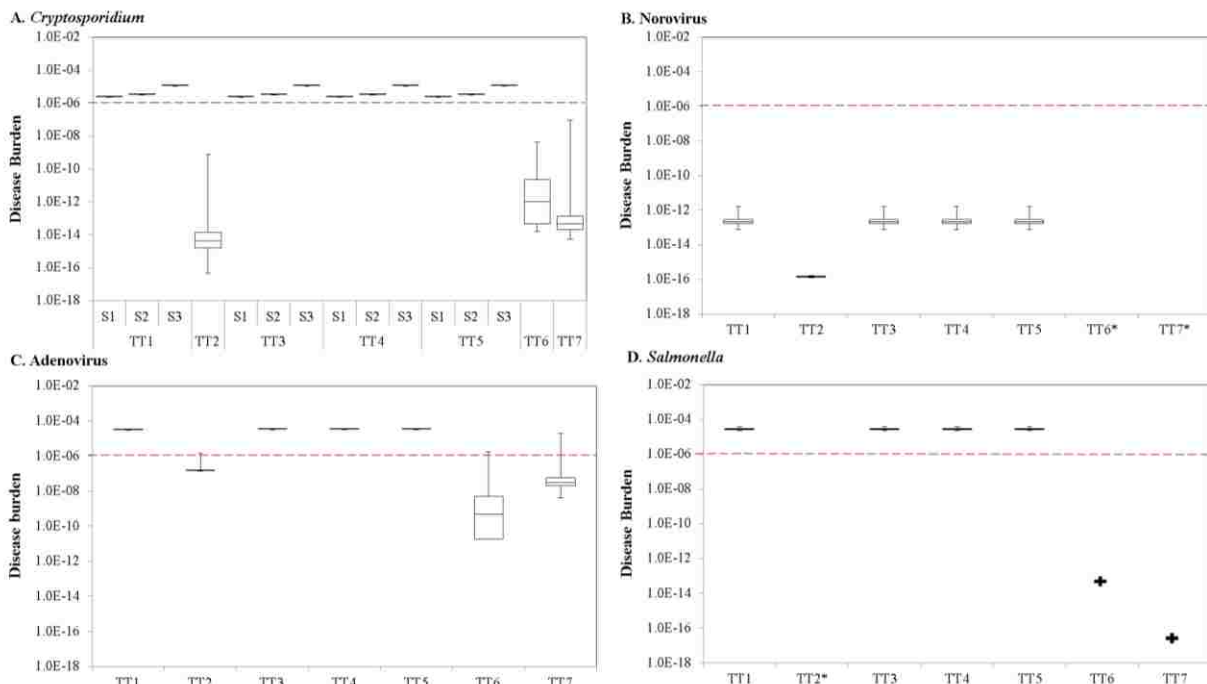 A. Cryptosporidium
Disease Burden
1.0E-02
1.0E-04
1.0E-06
1.0E-08
1.0E-10
1.0E-12
1.0E-14
1.0E-16
1.0E-18
S1 S2 S3 S1 S2 S3 S1 S2 S3 S1 S2 S3
TT1 TT2 TT3 TT4 TT5 TT6 TT7
B. Norovirus
Disease Burden
1.0E-02
1.0E-04
1.0E-06
1.0E-08
1.0E-10
1.0E-12
1.0E-14
1.0E-16
1.0E-18
TT1 TT2 TT3 TT4 TT5 TT6* TT7*
C. Adenovirus
Disease burden
1.0E-02
1.0E-04
1.0E-06
1.0E-08
1.0E-10
1.0E-12
1.0E-14
1.0E-16
1.0E-18
TT1 TT2 TT3 TT4 TT5 TT6 TT7
D. Salmonella
Disease Burden
1.0E-02
1.0E-04
1.0E-06
1.0E-08
1.0E-10
1.0E-12
1.0E-14
1.0E-16
1.0E-18
TT1 TT2* TT3 TT4 TT5 TT6 TT7